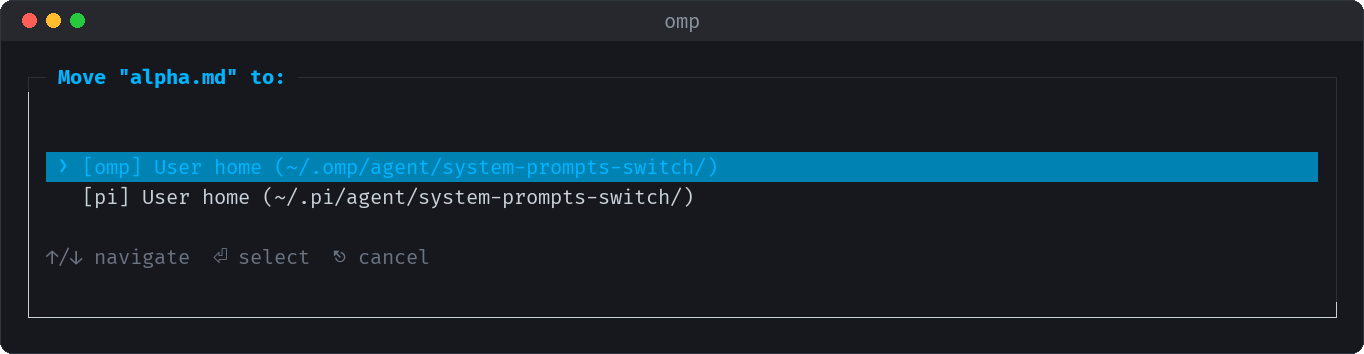 omp
Move "alpha.md" to:
❯ [omp] User home (~/.omp/agent/system-prompts-switch/)
[pi] User home (~/.pi/agent/system-prompts-switch/)
↑/↓ navigate  ⏎ select  ⎋ cancel